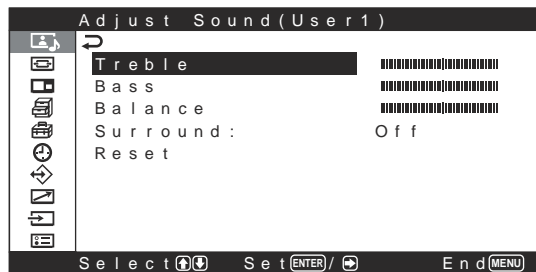 Adjust Sound(User1)
Treble
Bass
Balance
Surround: Off
Reset
Select Set ENTER / End MENU